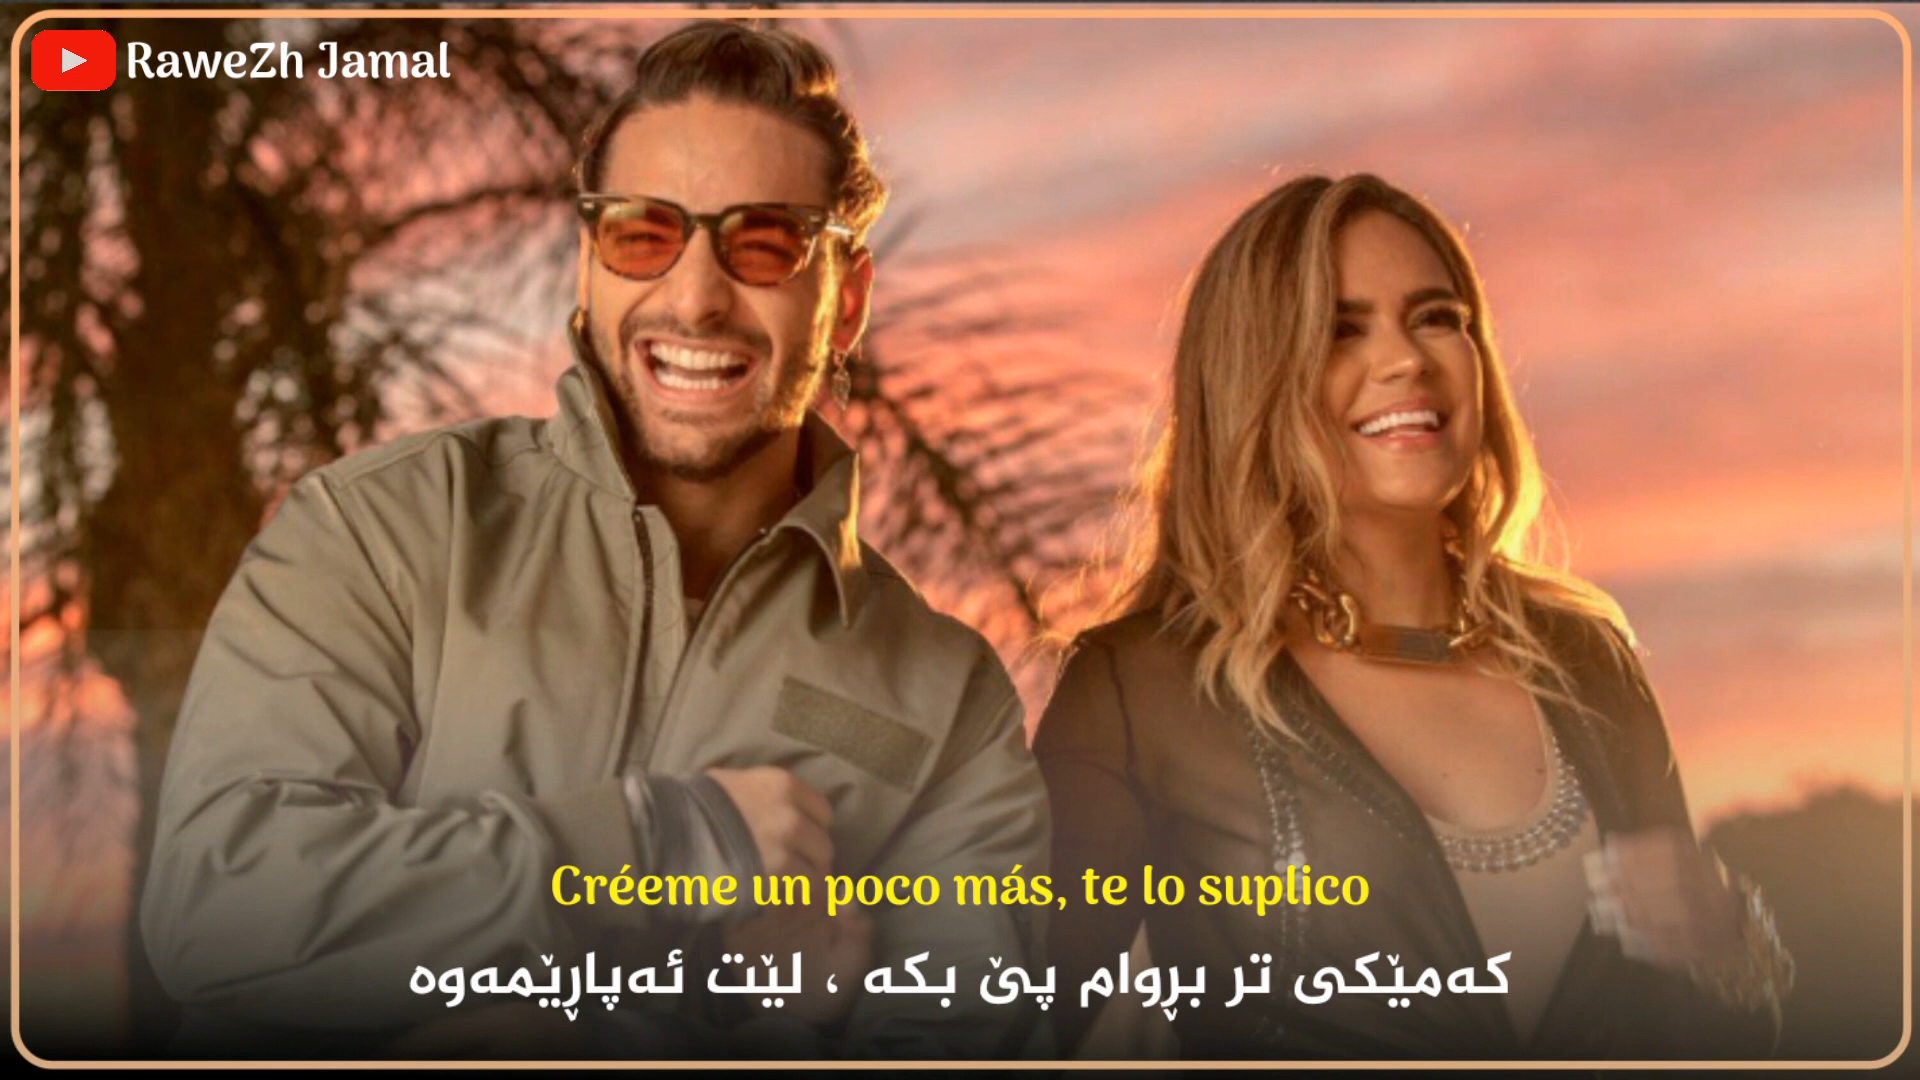 RaweZh Jamal
Créeme un poco más, te lo suplico
کەمێکی تر بڕوام پێ بکە ، لێت ئەپاڕێمەوە